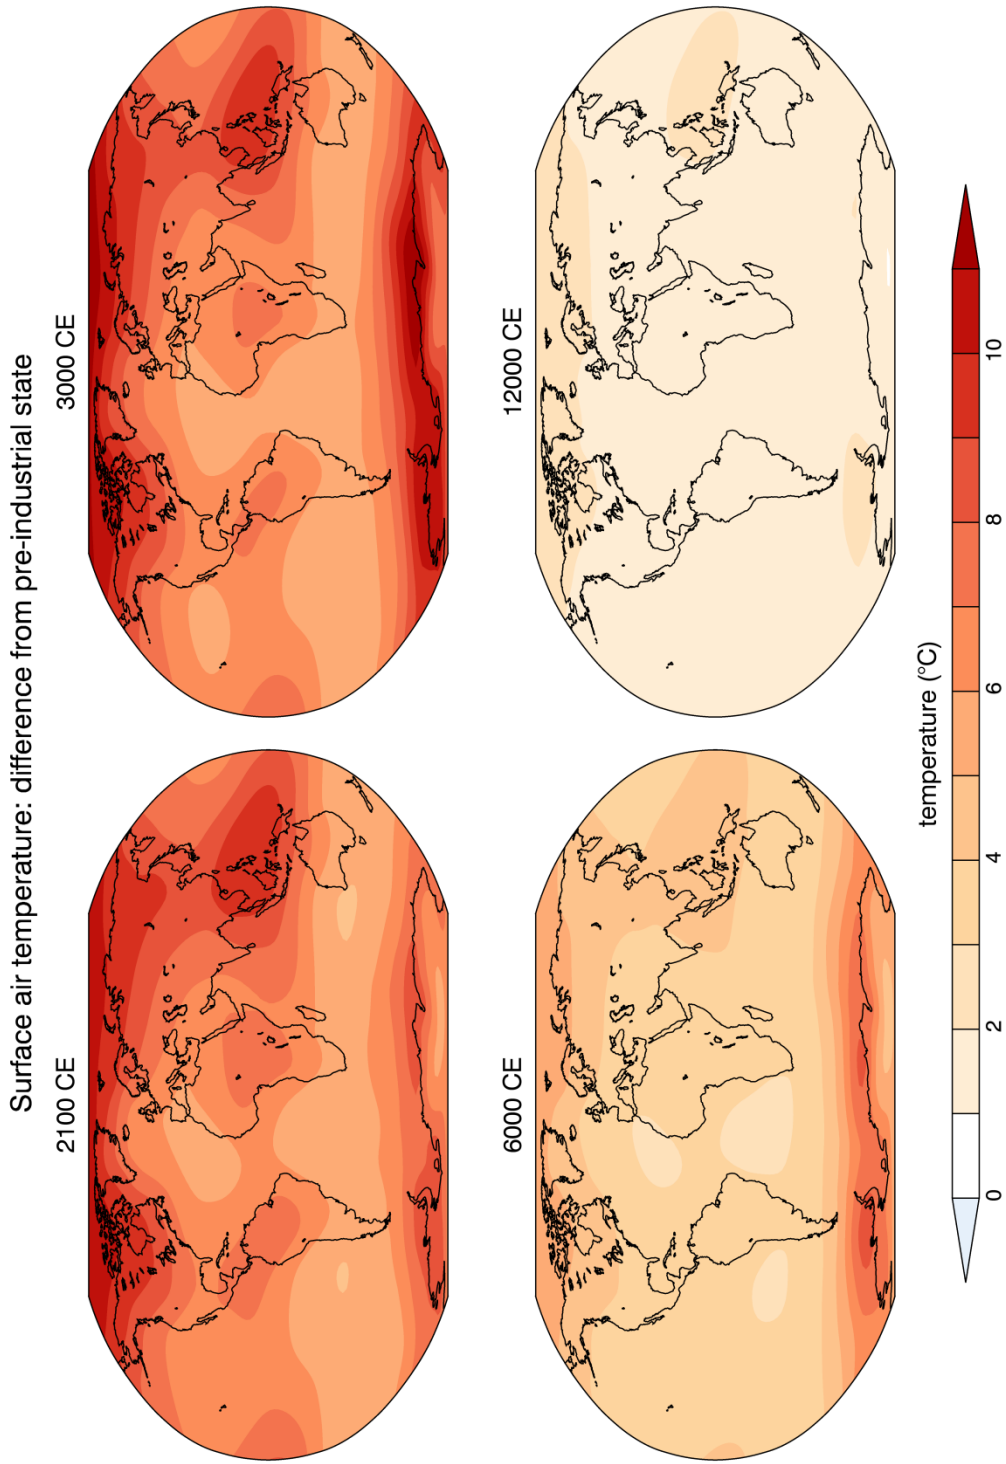 Surface air temperature: difference from pre-industrial state
2100 CE
3000 CE
6000 CE
12000 CE
temperature (°C)
0
2
4
6
8
10